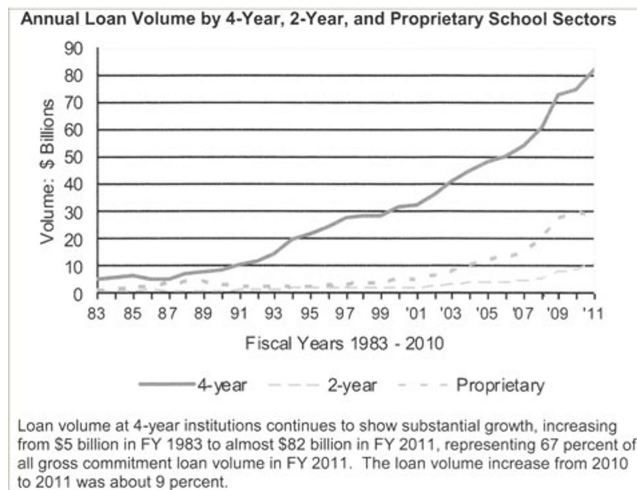 Annual Loan Volume by 4-Year, 2-Year, and Proprietary School Sectors
Volume: $ Billions
90
80
70
60
50
40
30
20
10
0
83 85 87 89 91 93 95 97 99 '01 '03 '05 '07 '09 '11
Fiscal Years 1983 - 2010
4-year 2-year Proprietary
Loan volume at 4-year institutions continues to show substantial growth, increasing
from $5 billion in FY 1983 to almost $82 billion in FY 2011, representing 67 percent of
all gross commitment loan volume in FY 2011. The loan volume increase from 2010
to 2011 was about 9 percent.